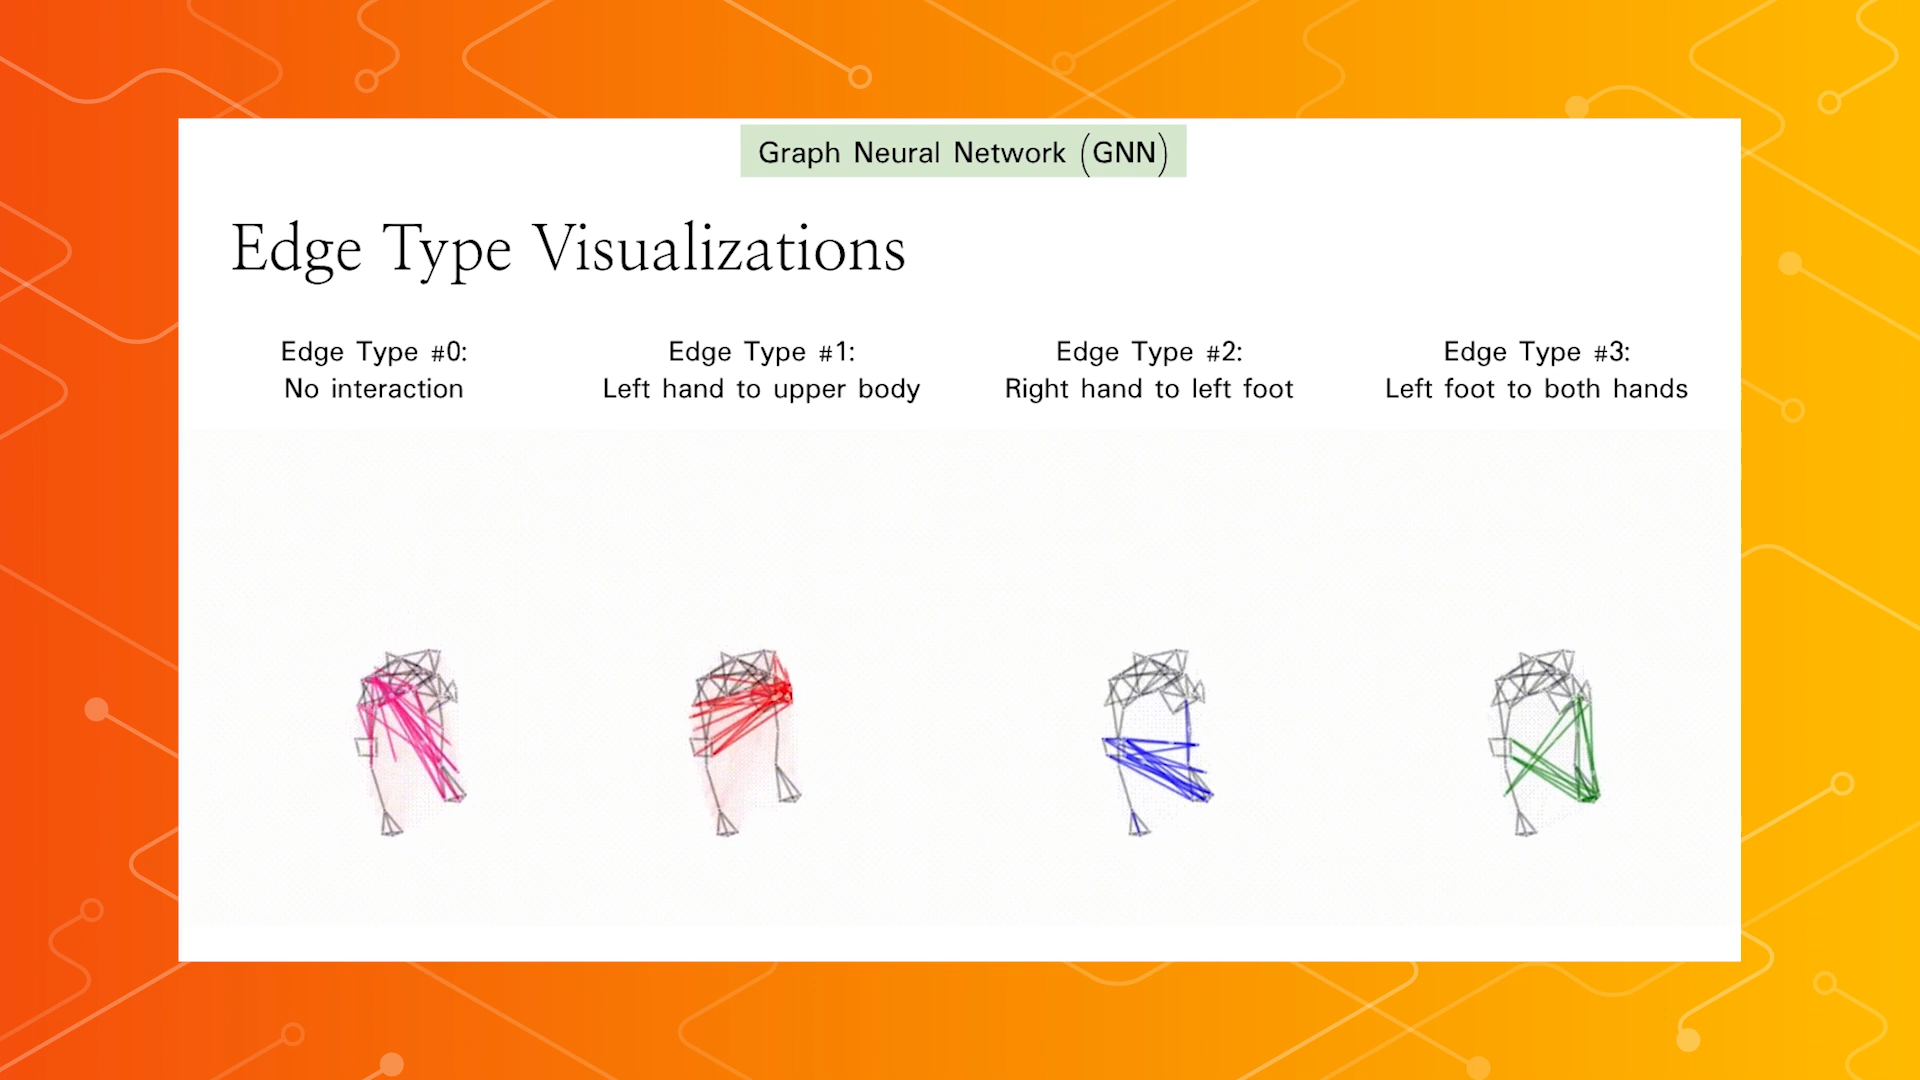 Graph Neural Network (GNN)
Edge Type Visualizations
Edge Type #0:
No interaction
Edge Type #1:
Left hand to upper body
Edge Type #2:
Right hand to left foot
Edge Type #3:
Left foot to both hands